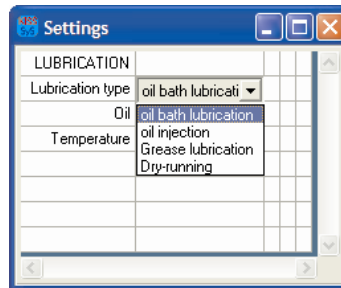 Settings
LUBRICATION
Lubrication type oil bath lubricati
Oil oil bath lubrication
oil injection
Temperature Grease lubrication
Dry-running